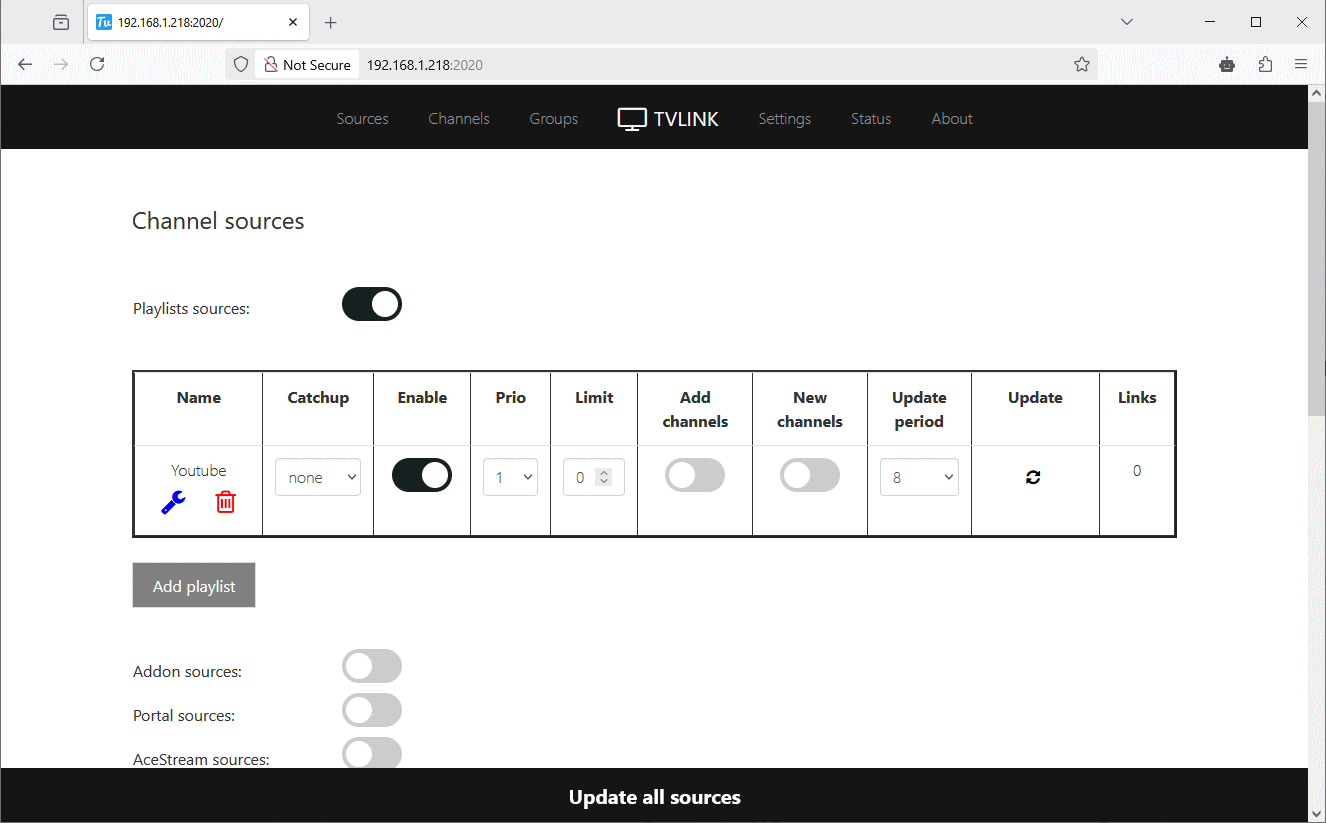 Tu 192.168.1.218:2020/
Not Secure 192.168.1.218:2020
Sources Channels Groups TVLINK Settings Status About
Channel sources
Playlists sources:
Name Catchup Enable Prio Limit Add channels New channels Update period Update Links
Youtube none 1 0 8 0
Add playlist
Addon sources:
Portal sources:
AceStream sources:
Update all sources